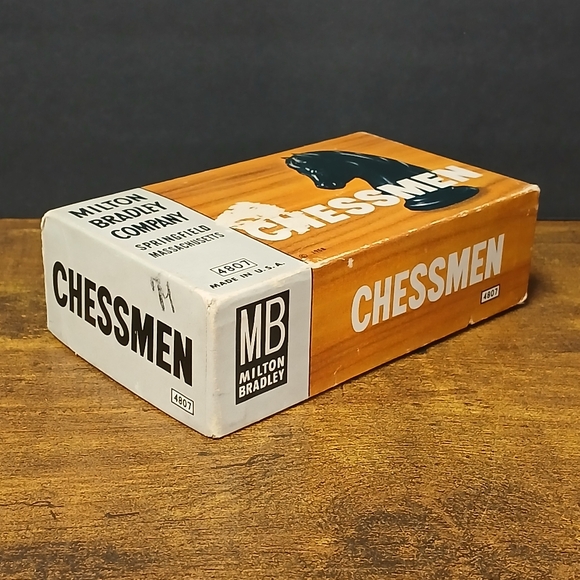 MILTON
BRADLEY
COMPANY
SPRINGFIELD
MASSACHUSETTS
4807
MADE IN U.S.A.
CHESSMEN
CHESSMEN
4807
MB
MILTON
BRADLEY
CHESSMEN
4807